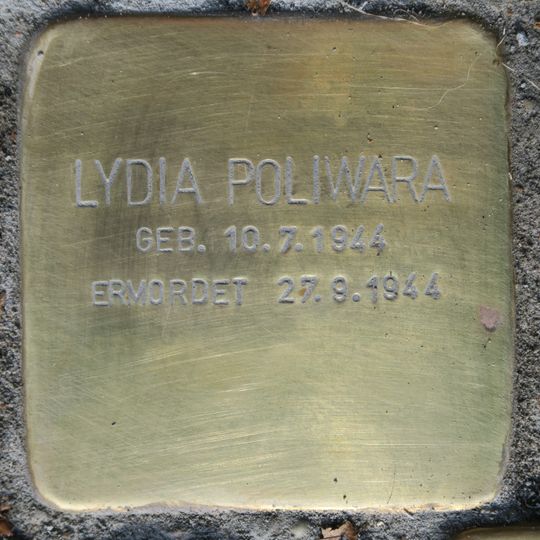 LYDIA POLIWARA
GEB. 10.7.1944
ERMORDET 27.9.1944